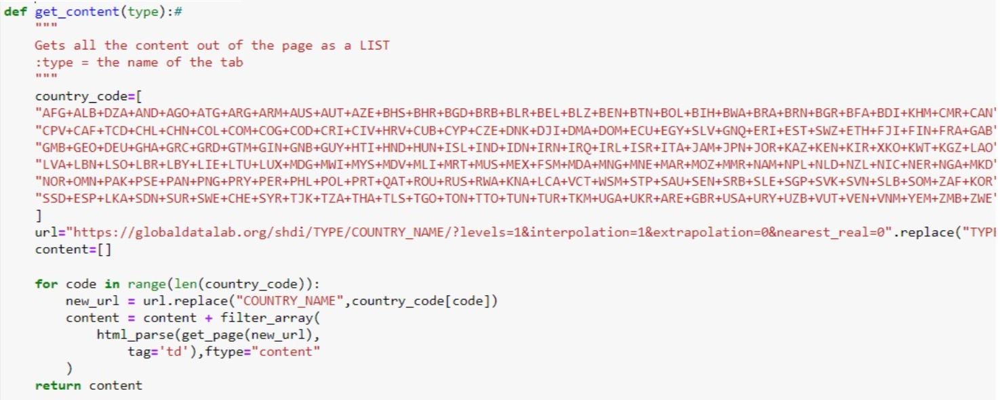 def get_content(type):#
"""
Gets all the content out of the page as a LIST
:type = the name of the tab
"""
country_code=[
"AFG+ALB+DZA+AND+AGO+ATG+ARG+ARM+AUS+AUT+AZE+BHS+BHR+BGD+BRB+BLR+BEL+BLZ+BEN+BTN+BOL+BIH+BWA+BRA+BRN+BGR+BFA+BDI+KHM+CMR+CAN"
"CPV+CAF+TCD+CHL+CHN+COL+COM+COG+COD+CRI+CIV+HRV+CUB+CYP+CZE+DNK+DJI+DMA+DOM+ECU+EGY+SLV+GNQ+ERI+EST+SWZ+ETH+FJI+FIN+FRA+GAB"
"GMB+GEO+DEU+GHA+GRC+GRD+GTM+GIN+GNB+GUY+HTI+HND+HUN+ISL+IND+IDN+IRN+IRQ+IRL+ISR+ITA+JAM+JPN+JOR+KAZ+KEN+KIR+XKO+KWT+KGZ+LAO"
"LVA+LBN+LSO+LBR+LBY+LIE+LTU+LUX+MDG+MWI+MYS+MDV+MLI+MRT+MUS+MEX+FSM+MDA+MNG+MNE+MAR+MOZ+MMR+NAM+NPL+NLD+NZL+NIC+NER+NGA+MKD"
"NOR+OMN+PAK+PSE+PAN+PNG+PRY+PER+PHL+POL+PRT+QAT+ROU+RUS+RWA+KNA+LCA+VCT+WSM+STP+SAU+SEN+SRB+SLE+SGP+SVK+SVN+SLB+SOM+ZAF+KOR"
"SSD+ESP+LKA+SDN+SUR+SWE+CHE+SYR+TJK+TZA+THA+TLS+TGO+TON+TTO+TUN+TUR+TKM+UGA+UKR+ARE+GBR+USA+URY+UZB+VUT+VEN+VNM+YEM+ZMB+ZWE"
]
url="https://globaldatalab.org/shdi/TYPE/COUNTRY_NAME/?levels=1&interpolation=1&extrapolation=0&nearest_real=0".replace("TYPE
content=[]
for code in range(len(country_code)):
new_url = url.replace("COUNTRY_NAME",country_code[code])
content = content + filter_array(
html_parse(get_page(new_url),
tag='td'),ftype="content"
)
return content